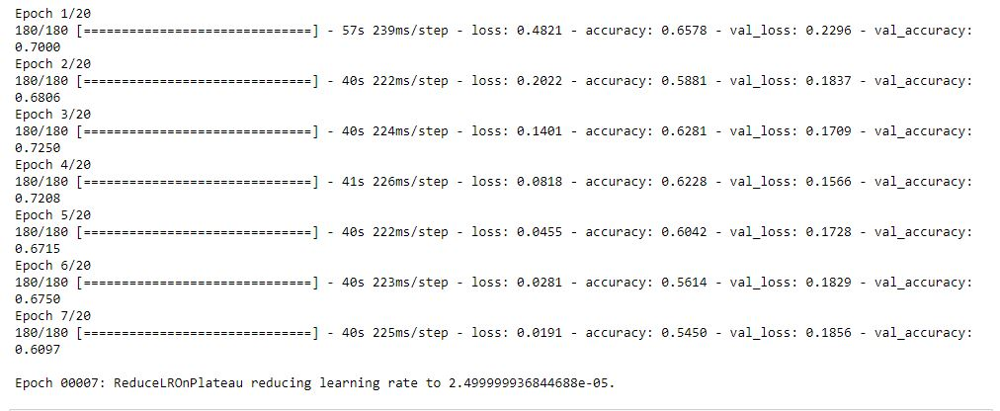 Epoch 1/20
180/180 [==============================] - 57s 239ms/step - loss: 0.4821 - accuracy: 0.6578 - val_loss: 0.2296 - val_accuracy:
0.7000
Epoch 2/20
180/180 [==============================] - 40s 222ms/step - loss: 0.2022 - accuracy: 0.5881 - val_loss: 0.1837 - val_accuracy:
0.6806
Epoch 3/20
180/180 [==============================] - 40s 224ms/step - loss: 0.1401 - accuracy: 0.6281 - val_loss: 0.1709 - val_accuracy:
0.7250
Epoch 4/20
180/180 [==============================] - 41s 226ms/step - loss: 0.0818 - accuracy: 0.6228 - val_loss: 0.1566 - val_accuracy:
0.7208
Epoch 5/20
180/180 [==============================] - 40s 222ms/step - loss: 0.0455 - accuracy: 0.6042 - val_loss: 0.1728 - val_accuracy:
0.6715
Epoch 6/20
180/180 [==============================] - 40s 223ms/step - loss: 0.0281 - accuracy: 0.5614 - val_loss: 0.1829 - val_accuracy:
0.6750
Epoch 7/20
180/180 [==============================] - 40s 225ms/step - loss: 0.0191 - accuracy: 0.5450 - val_loss: 0.1856 - val_accuracy:
0.6097
Epoch 00007: ReduceLROnPlateau reducing learning rate to 2.499999936844688e-05.